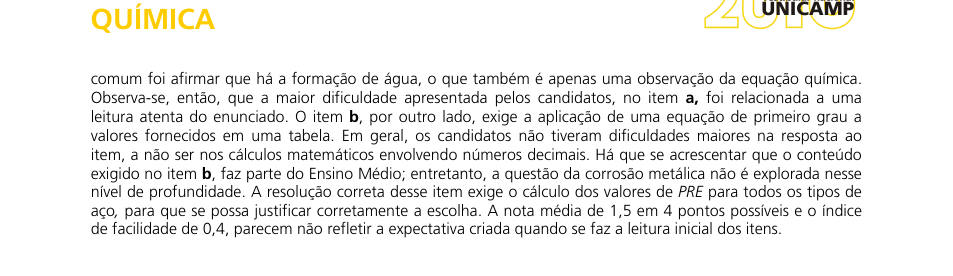 QUÍMICA
UNICAMP
comum foi afirmar que há a formação de água, o que também é apenas uma observação da equação química.
Observa-se, então, que a maior dificuldade apresentada pelos candidatos, no item a, foi relacionada a uma
leitura atenta do enunciado. O item b, por outro lado, exige a aplicação de uma equação de primeiro grau a
valores fornecidos em uma tabela. Em geral, os candidatos não tiveram dificuldades maiores na resposta ao
item, a não ser nos cálculos matemáticos envolvendo números decimais. Há que se acrescentar que o conteúdo
exigido no item b, faz parte do Ensino Médio; entretanto, a questão da corrosão metálica não é explorada nesse
nível de profundidade. A resolução correta desse item exige o cálculo dos valores de PRE para todos os tipos de
aço, para que se possa justificar corretamente a escolha. A nota média de 1,5 em 4 pontos possíveis e o índice
de facilidade de 0,4, parecem não refletir a expectativa criada quando se faz a leitura inicial dos itens.